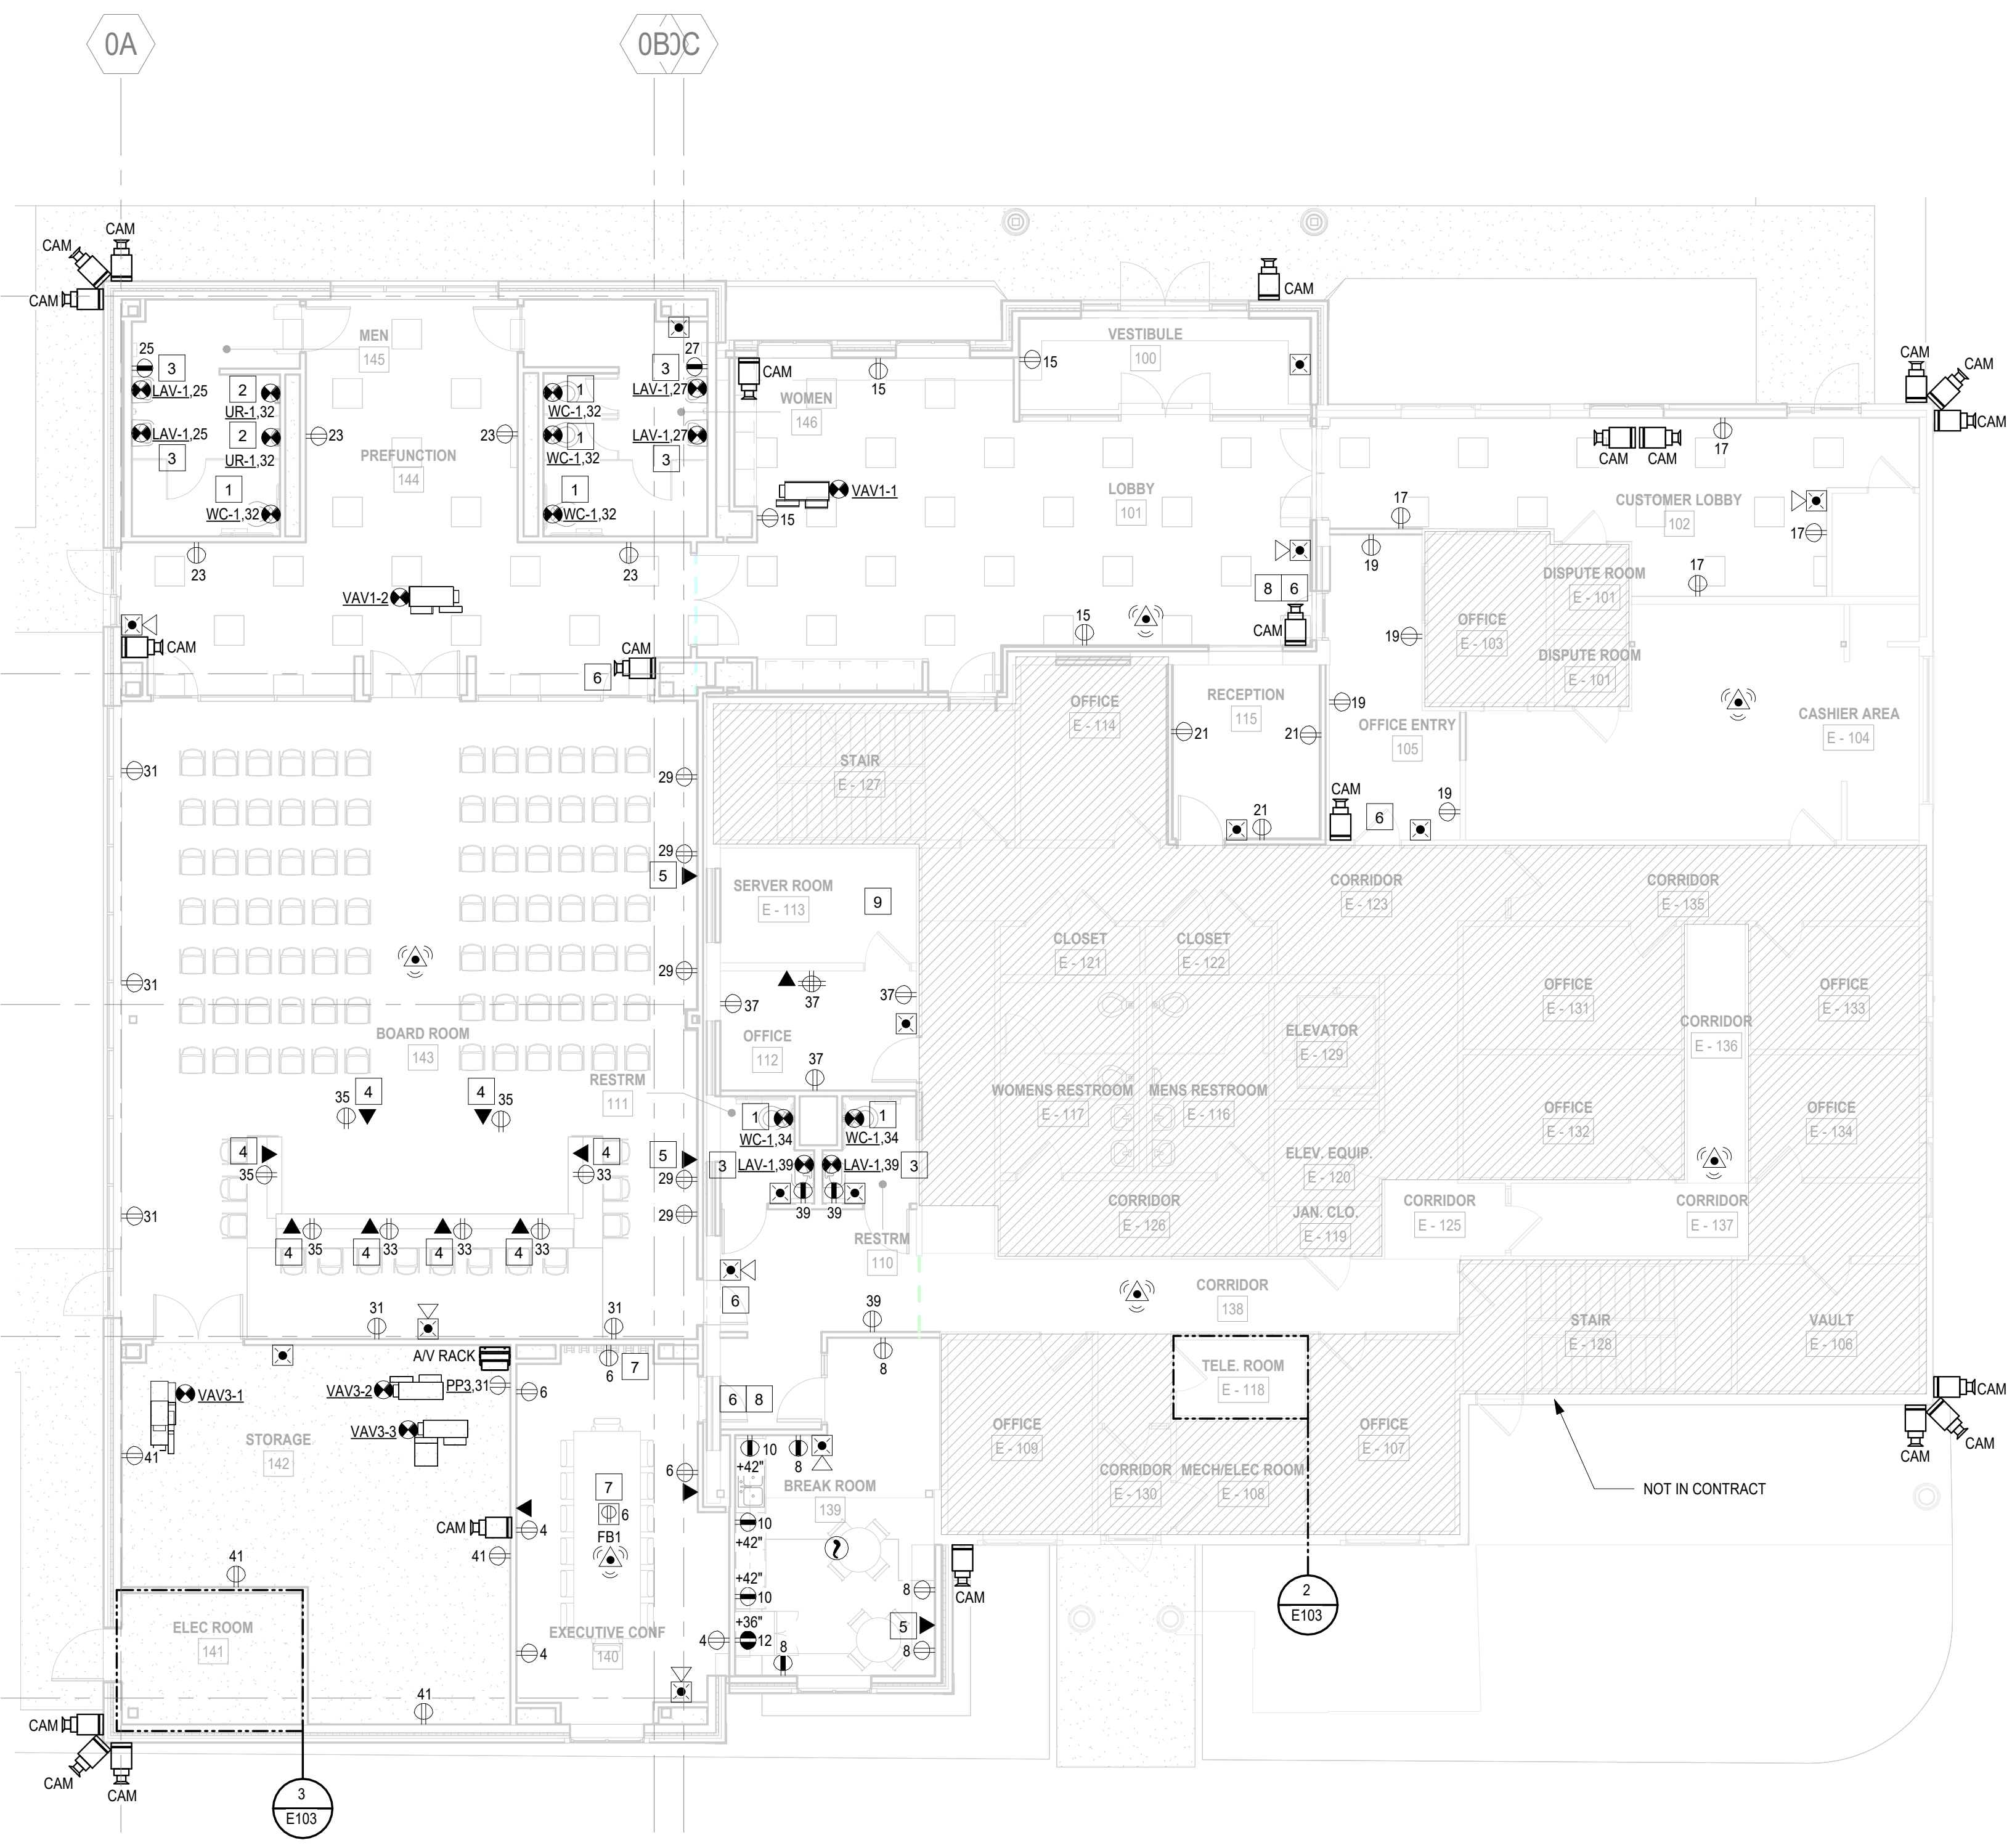 0A
0B
0C
CAM
CAM
CAM
CAM
CAM
CAM
CAM
CAM
MEN
145
25
3
LAV-1,25
2
UR-1,32
LAV-1,25
2
UR-1,32
3
1
WC-1,32
23
23
PREFUNCTION
144
1
WC-1,32
1
WC-1,32
1
WC-1,32
27
3
LAV-1,27
LAV-1,27
3
WOMEN
146
15
15
VESTIBULE
100
VAV1-1
15
LOBBY
101
17
CAM
CAM
CUSTOMER LOBBY
102
17
17
17
19
23
23
VAV1-2
CAM
CAM
6
15
8
6
CAM
DISPUTE ROOM
E - 101
OFFICE
E - 103
19
DISPUTE ROOM
E - 101
OFFICE
E - 114
RECEPTION
115
21
21
21
19
OFFICE ENTRY
105
CASHIER AREA
E - 104
CAM
6
19
STAIR
E - 127
31
29
29
5
SERVER ROOM
E - 113
9
CORRIDOR
E - 123
CORRIDOR
E - 135
CLOSET
E - 121
CLOSET
E - 122
31
29
37
37
37
OFFICE
112
37
OFFICE
E - 131
OFFICE
E - 133
CORRIDOR
E - 136
ELEVATOR
E - 129
BOARD ROOM
143
4
35
4
35
RESTRM
111
1
WC-1,34
1
WC-1,34
WOMENS RESTROOM
E - 117
MENS RESTROOM
E - 116
OFFICE
E - 132
OFFICE
E - 134
4
35
4
33
5
29
3
LAV-1,39
LAV-1,39
3
39
39
ELEV. EQUIP.
E - 120
31
29
4
35
4
33
4
33
4
33
RESTRM
110
CORRIDOR
E - 126
JAN. CLO.
E - 119
CORRIDOR
E - 125
CORRIDOR
E - 137
6
CORRIDOR
138
31
31
39
8
STAIR
E - 128
VAULT
E - 106
A/V RACK
VAV3-1
VAV3-2
PP3,31
6
6
7
TELE. ROOM
E - 118
6
8
CAM
CAM
CAM
VAV3-3
STORAGE
142
41
6
10
+42"
8
BREAK ROOM
139
OFFICE
E - 109
OFFICE
E - 107
CORRIDOR
E - 130
MECH/ELEC ROOM
E - 108
NOT IN CONTRACT
7
6
FB1
CAM
4
41
10
+42"
+42"
10
+36"
12
41
8
5
8
CAM
2
E103
ELEC ROOM
141
EXECUTIVE CONF
140
4
4
8
41
CAM
CAM
CAM
3
E103